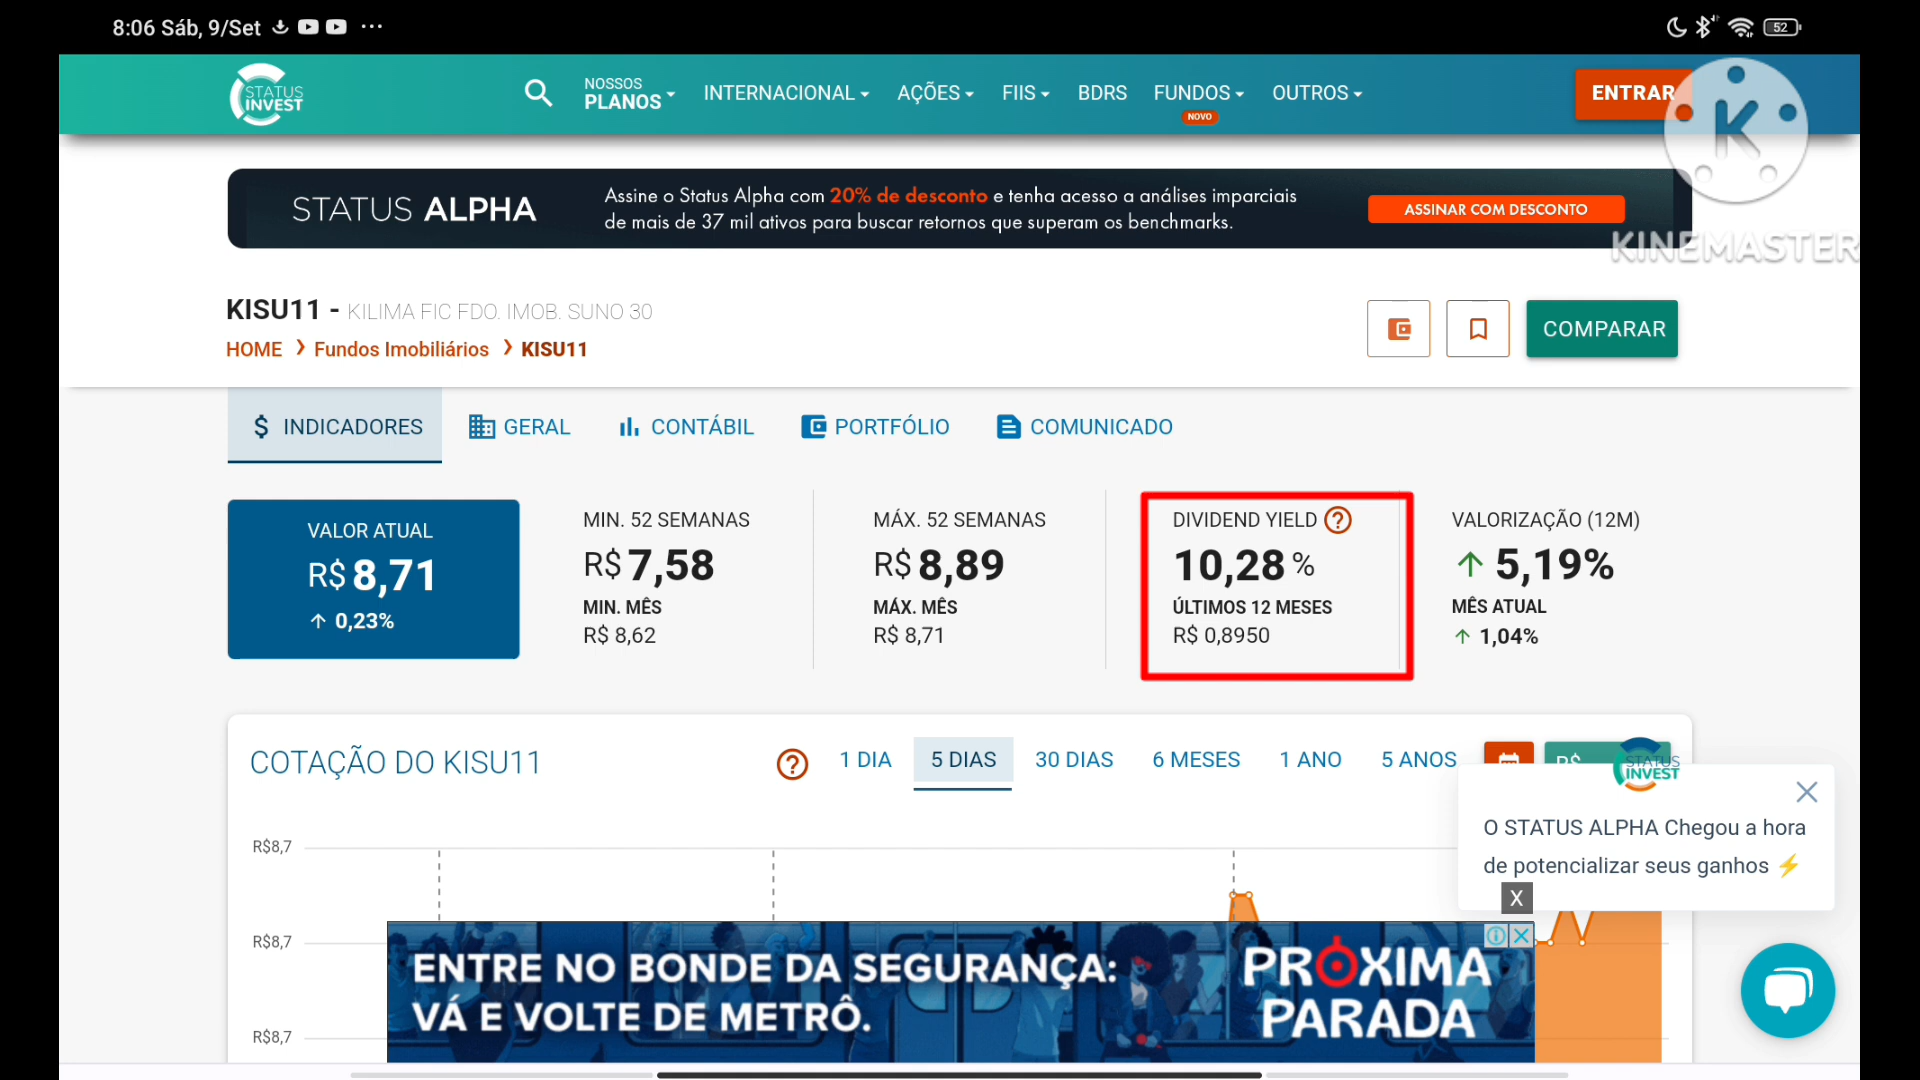 8:06 Sáb, 9/Set ...
52
STATUS
INVEST
NOSSOS
PLANOS
INTERNACIONAL
AÇÕES
FIIS
BDRS
FUNDOS
NOVO
OUTROS
ENTRAR
K
KINEMASTER
STATUS ALPHA
Assine o Status Alpha com 20% de desconto e tenha acesso a análises imparciais
de mais de 37 mil ativos para buscar retornos que superam os benchmarks.
ASSINAR COM DESCONTO
KISU11 - KILIMA FIC FDO. IMOB. SUNO 30
HOME › Fundos Imobiliários › KISU11
COMPARAR
$ INDICADORES
GERAL
CONTÁBIL
PORTFÓLIO
COMUNICADO
VALOR ATUAL
R$ 8,71
↑ 0,23%
MIN. 52 SEMANAS
R$ 7,58
MIN. MÊS
R$ 8,62
MÁX. 52 SEMANAS
R$ 8,89
MÁX. MÊS
R$ 8,71
DIVIDEND YIELD ?
10,28 %
ÚLTIMOS 12 MESES
R$ 0,8950
VALORIZAÇÃO (12M)
↑ 5,19%
MÊS ATUAL
↑ 1,04%
COTAÇÃO DO KISU11
?
1 DIA
5 DIAS
30 DIAS
6 MESES
1 ANO
5 ANOS
R$
STATUS
INVEST
O STATUS ALPHA Chegou a hora
de potencializar seus ganhos ⚡
X
R$8,7
R$8,7
R$8,7
ENTRE NO BONDE DA SEGURANÇA:
VÁ E VOLTE DE METRÔ.
PRÓXIMA
PARADA